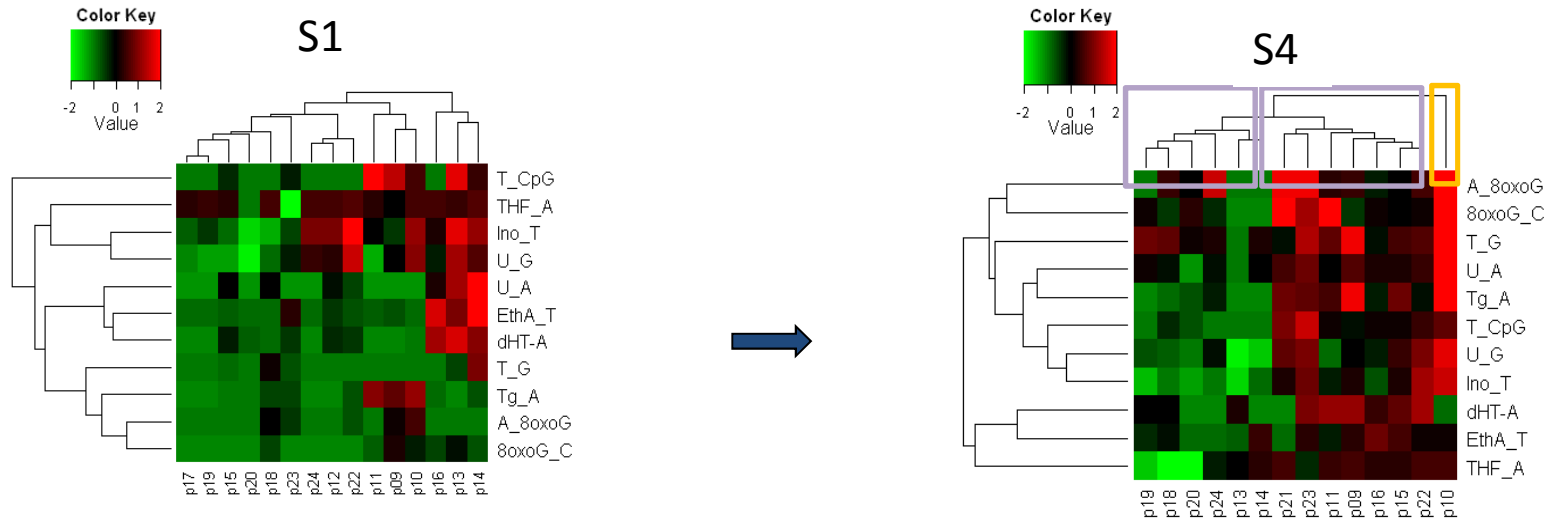 Color Key
S1
-2 0 1 2
Value
T_CpG
THF_A
Ino_T
U_G
U_A
EthA_T
dHT-A
T_G
Tg_A
A_8oxoG
8oxoG_C
p17 p19 p15 p20 p18 p23 p24 p12 p22 p11 p09 p10 p16 p13 p14
Color Key
S4
-2 0 1 2
Value
A_8oxoG
8oxoG_C
T_G
U_A
Tg_A
T_CpG
U_G
Ino_T
dHT-A
EthA_T
THF_A
p19 p18 p20 p24 p13 p14 p21 p23 p11 p09 p16 p15 p22 p10